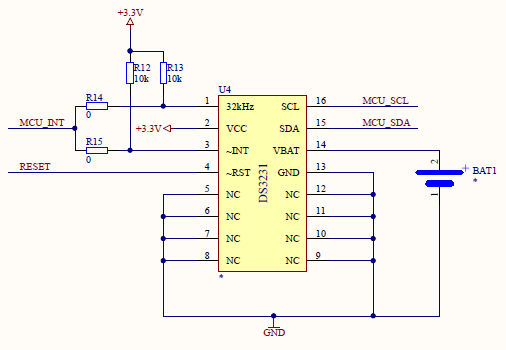 +3.3V
R12
10k
R13
10k
U4
R14
0
MCU_INT
R15
0
RESET
+3.3V
1 32kHz SCL 16 MCU_SCL
2 VCC SDA 15 MCU_SDA
3 ~INT VBAT 14
4 ~RST GND 13
5 NC NC 12
6 NC NC 11
7 NC NC 10
8 NC NC 9
DS3231
*
2
+
BAT1
*
1
GND